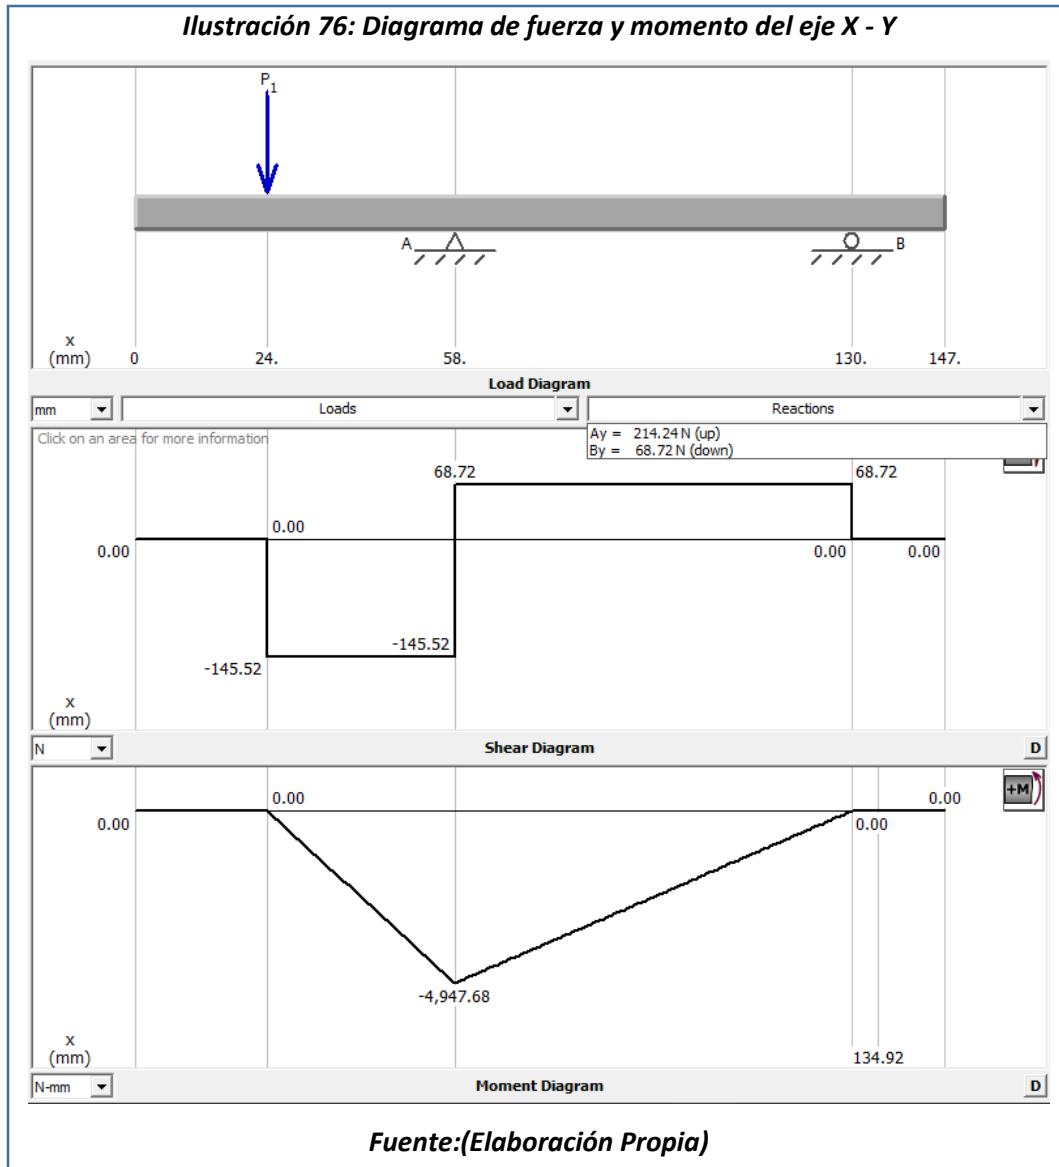 Ilustración 76: Diagrama de fuerza y momento del eje X - Y
P1
A
B
x
(mm)
0
24.
58.
130.
147.
Load Diagram
mm
Loads
Reactions
Click on an area for more information
Ay = 214.24 N (up)
By = 68.72 N (down)
68.72
68.72
0.00
0.00
0.00
0.00
-145.52
-145.52
x
(mm)
N
Shear Diagram
D
0.00
0.00
+M
0.00
0.00
-4,947.68
x
(mm)
134.92
N-mm
Moment Diagram
D
Fuente:(Elaboración Propia)